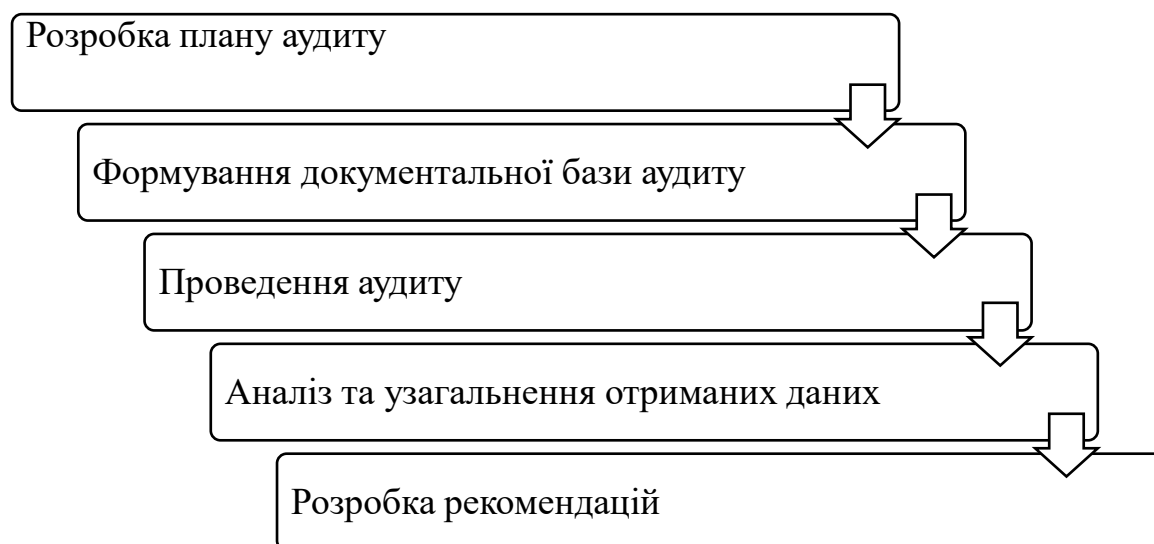 Розробка плану аудиту
Формування документальної бази аудиту
Проведення аудиту
Аналіз та узагальнення отриманих даних
Розробка рекомендацій